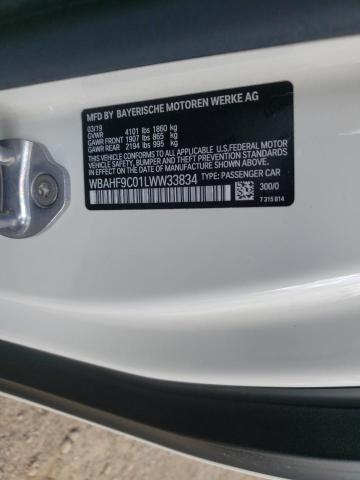 MFD BY BAYERISCHE MOTOREN WERKE AG
03/19
GVWR 4101 lbs 1860 kg
GAWR FRONT 1907 lbs 865 kg
GAWR REAR 2194 lbs 995 kg
THIS VEHICLE CONFORMS TO ALL APPLICABLE U.S. FEDERAL MOTOR
VEHICLE SAFETY, BUMPER, AND THEFT PREVENTION STANDARDS
IN EFFECT ON THE DATE OF MANUFACTURE SHOWN ABOVE.
WBAHF9C01LWW33834 TYPE: PASSENGER CAR
300/0
7 315 814